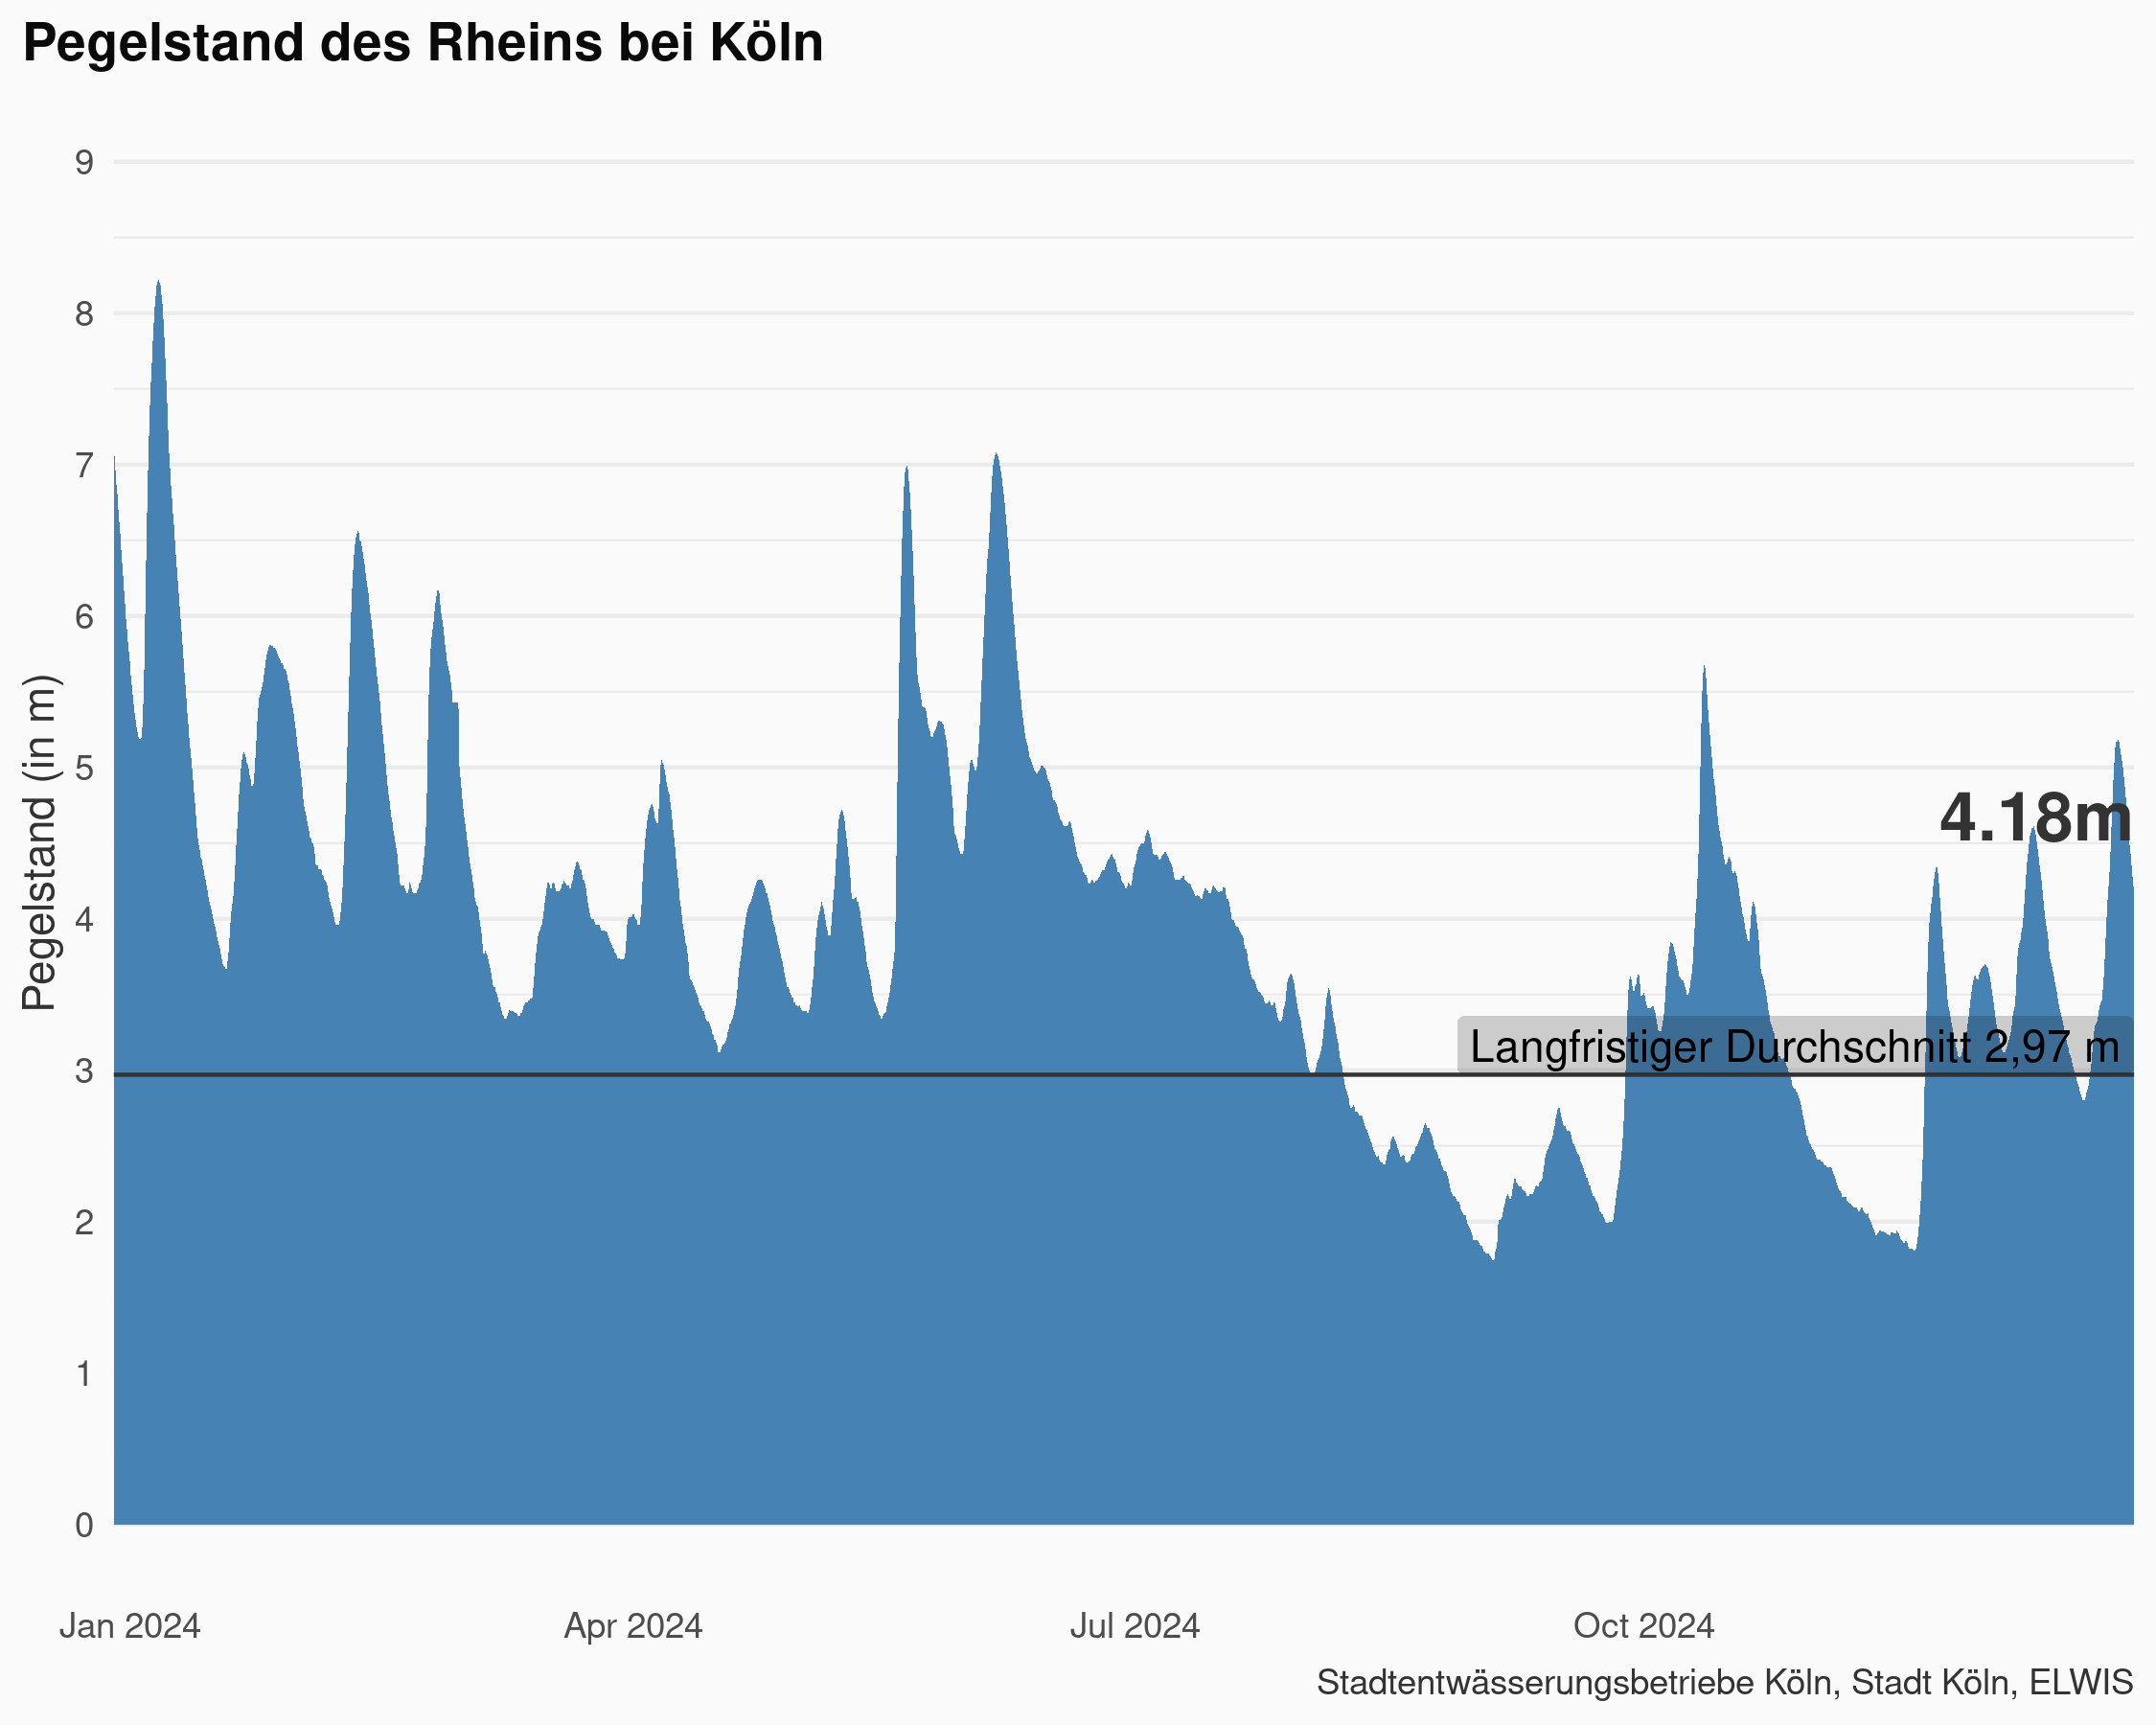 Pegelstand des Rheins bei Köln
Pegelstand (in m)
9
8
7
6
5
4
3
2
1
0
4.18m
Langfristiger Durchschnitt 2,97 m
Jan 2024
Apr 2024
Jul 2024
Oct 2024
Stadtentwässerungsbetriebe Köln, Stadt Köln, ELWIS